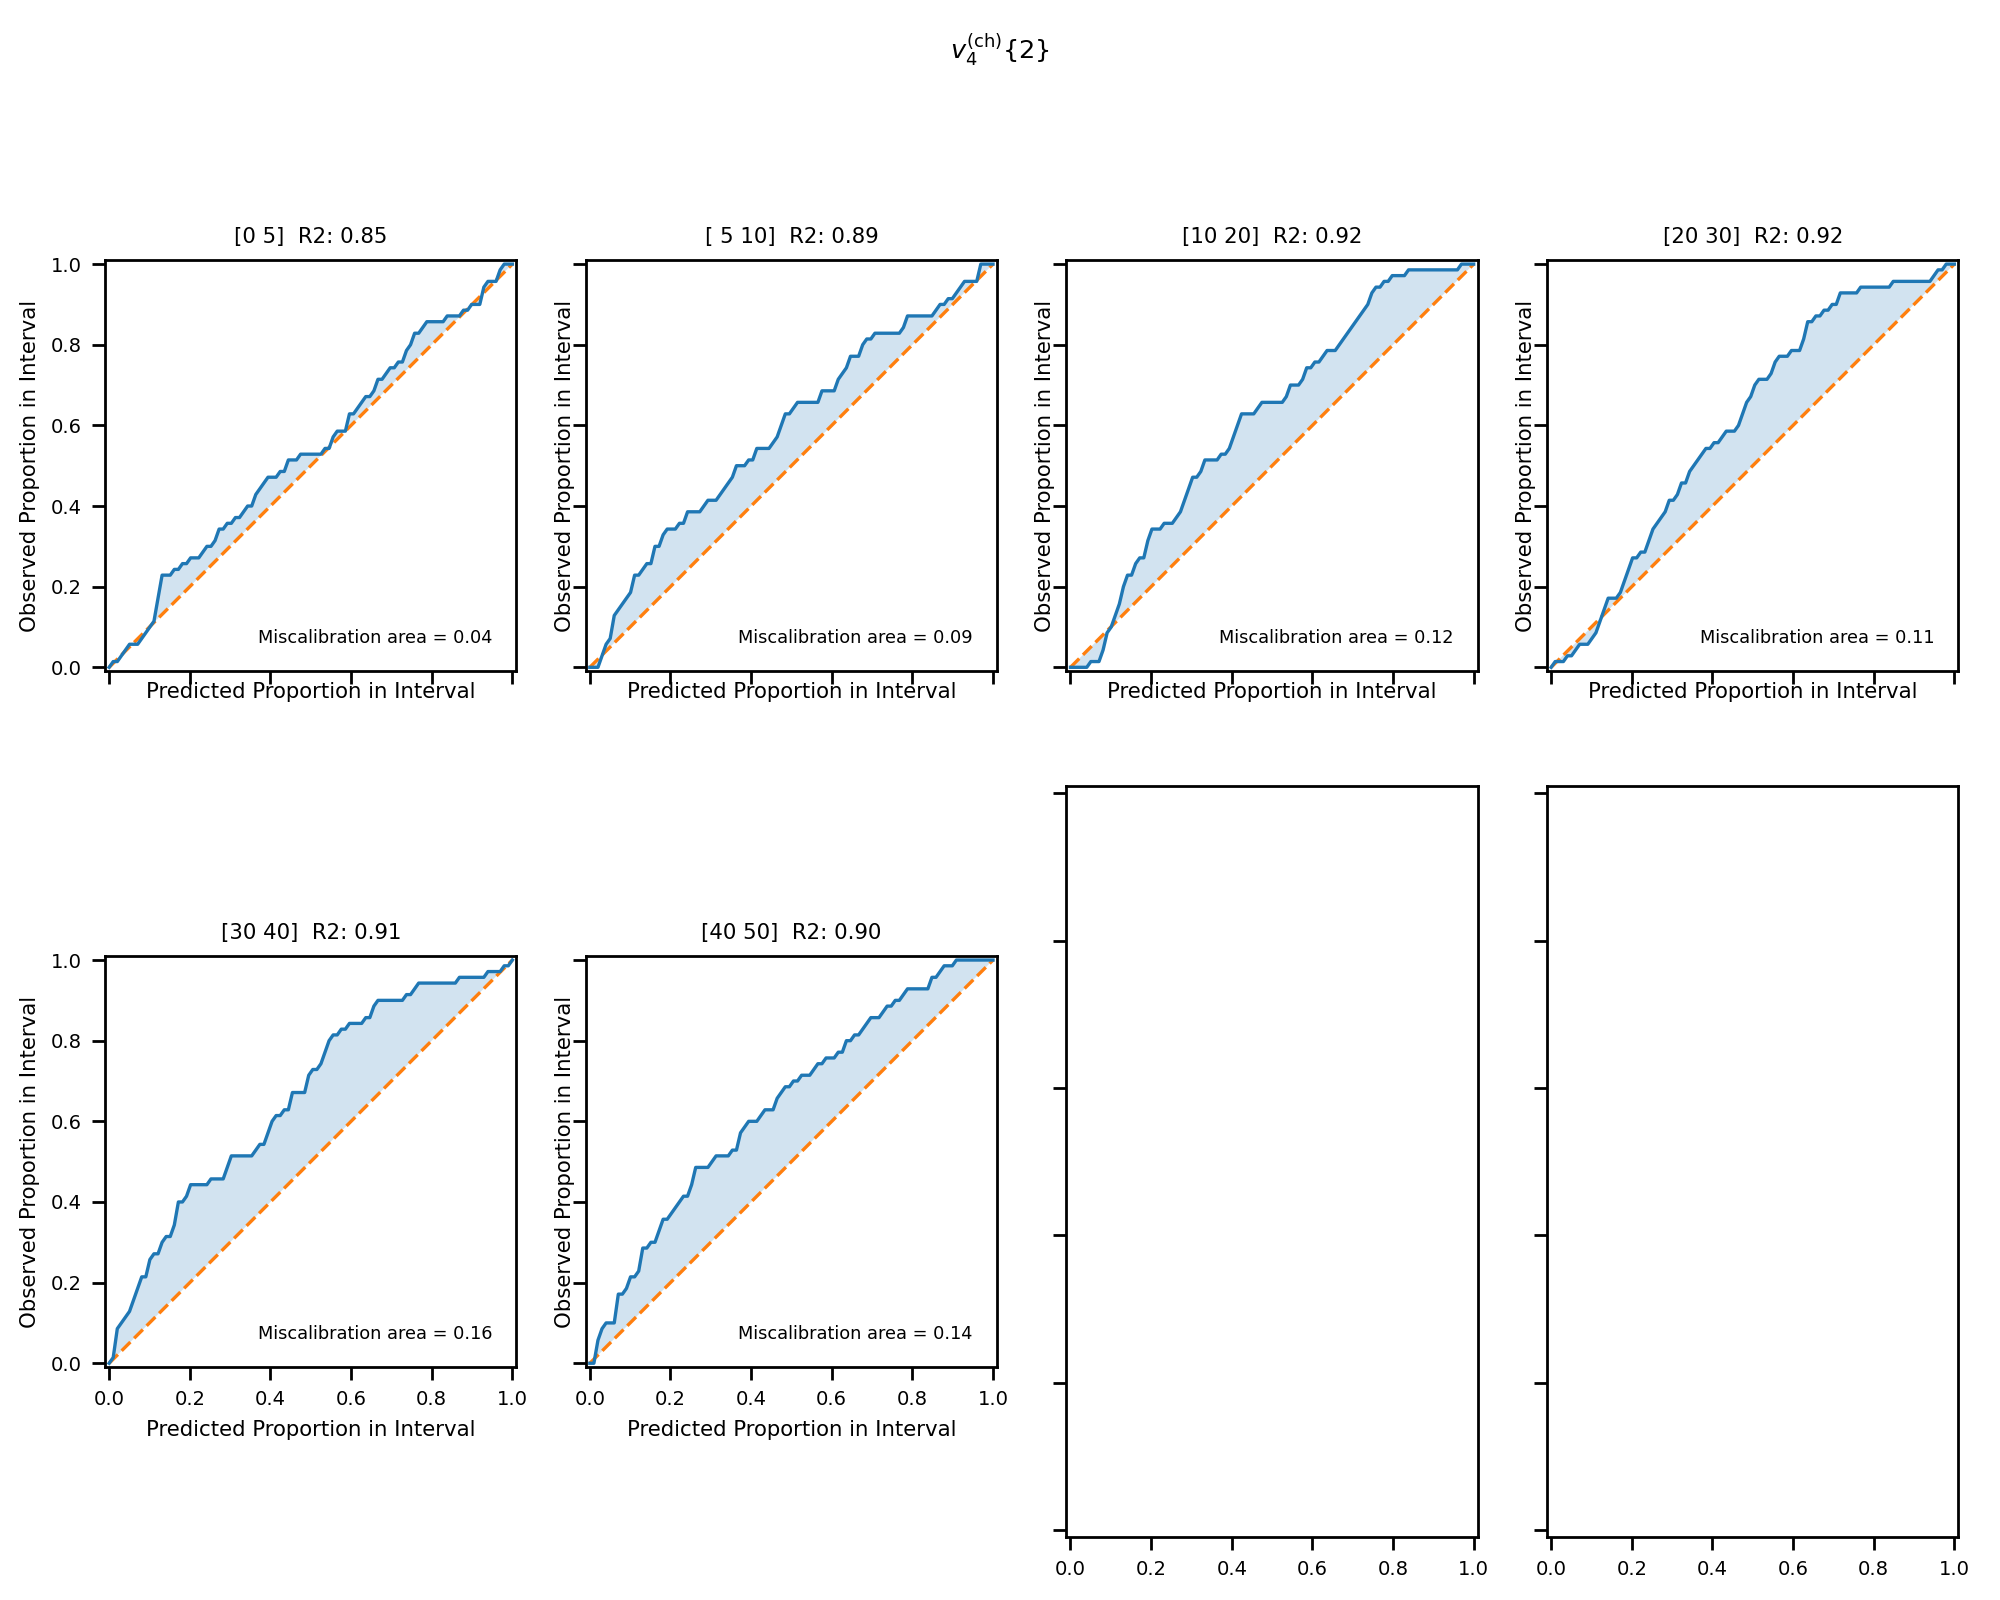 v₄⁽ᶜʰ⁾{2}
[0 5]  R2: 0.85
[ 5 10]  R2: 0.89
[10 20]  R2: 0.92
[20 30]  R2: 0.92
Observed Proportion in Interval
1.0
0.8
0.6
0.4
0.2
0.0
Miscalibration area = 0.04
Predicted Proportion in Interval
Observed Proportion in Interval
Miscalibration area = 0.09
Predicted Proportion in Interval
Observed Proportion in Interval
Miscalibration area = 0.12
Predicted Proportion in Interval
Observed Proportion in Interval
Miscalibration area = 0.11
Predicted Proportion in Interval
[30 40]  R2: 0.91
[40 50]  R2: 0.90
Observed Proportion in Interval
1.0
0.8
0.6
0.4
0.2
0.0
Miscalibration area = 0.16
0.0 0.2 0.4 0.6 0.8 1.0
Predicted Proportion in Interval
Observed Proportion in Interval
Miscalibration area = 0.14
0.0 0.2 0.4 0.6 0.8 1.0
Predicted Proportion in Interval
0.0 0.2 0.4 0.6 0.8 1.0
0.0 0.2 0.4 0.6 0.8 1.0